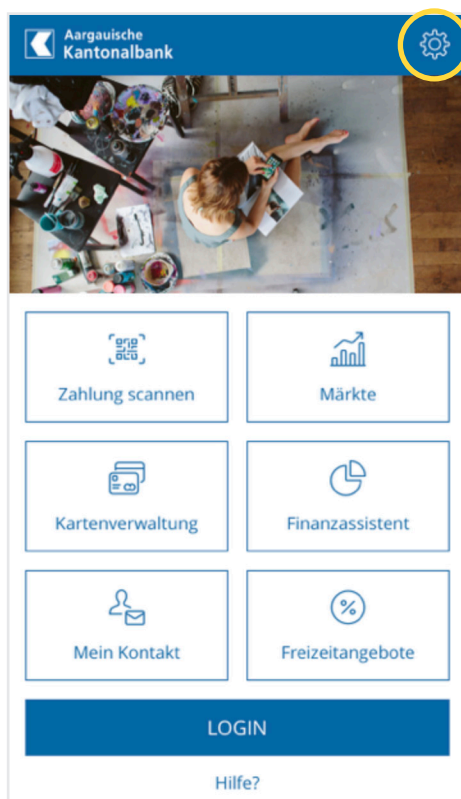 Aargauische
Kantonalbank
Zahlung scannen
Märkte
Kartenverwaltung
Finanzassistent
Mein Kontakt
Freizeitangebote
LOGIN
Hilfe?